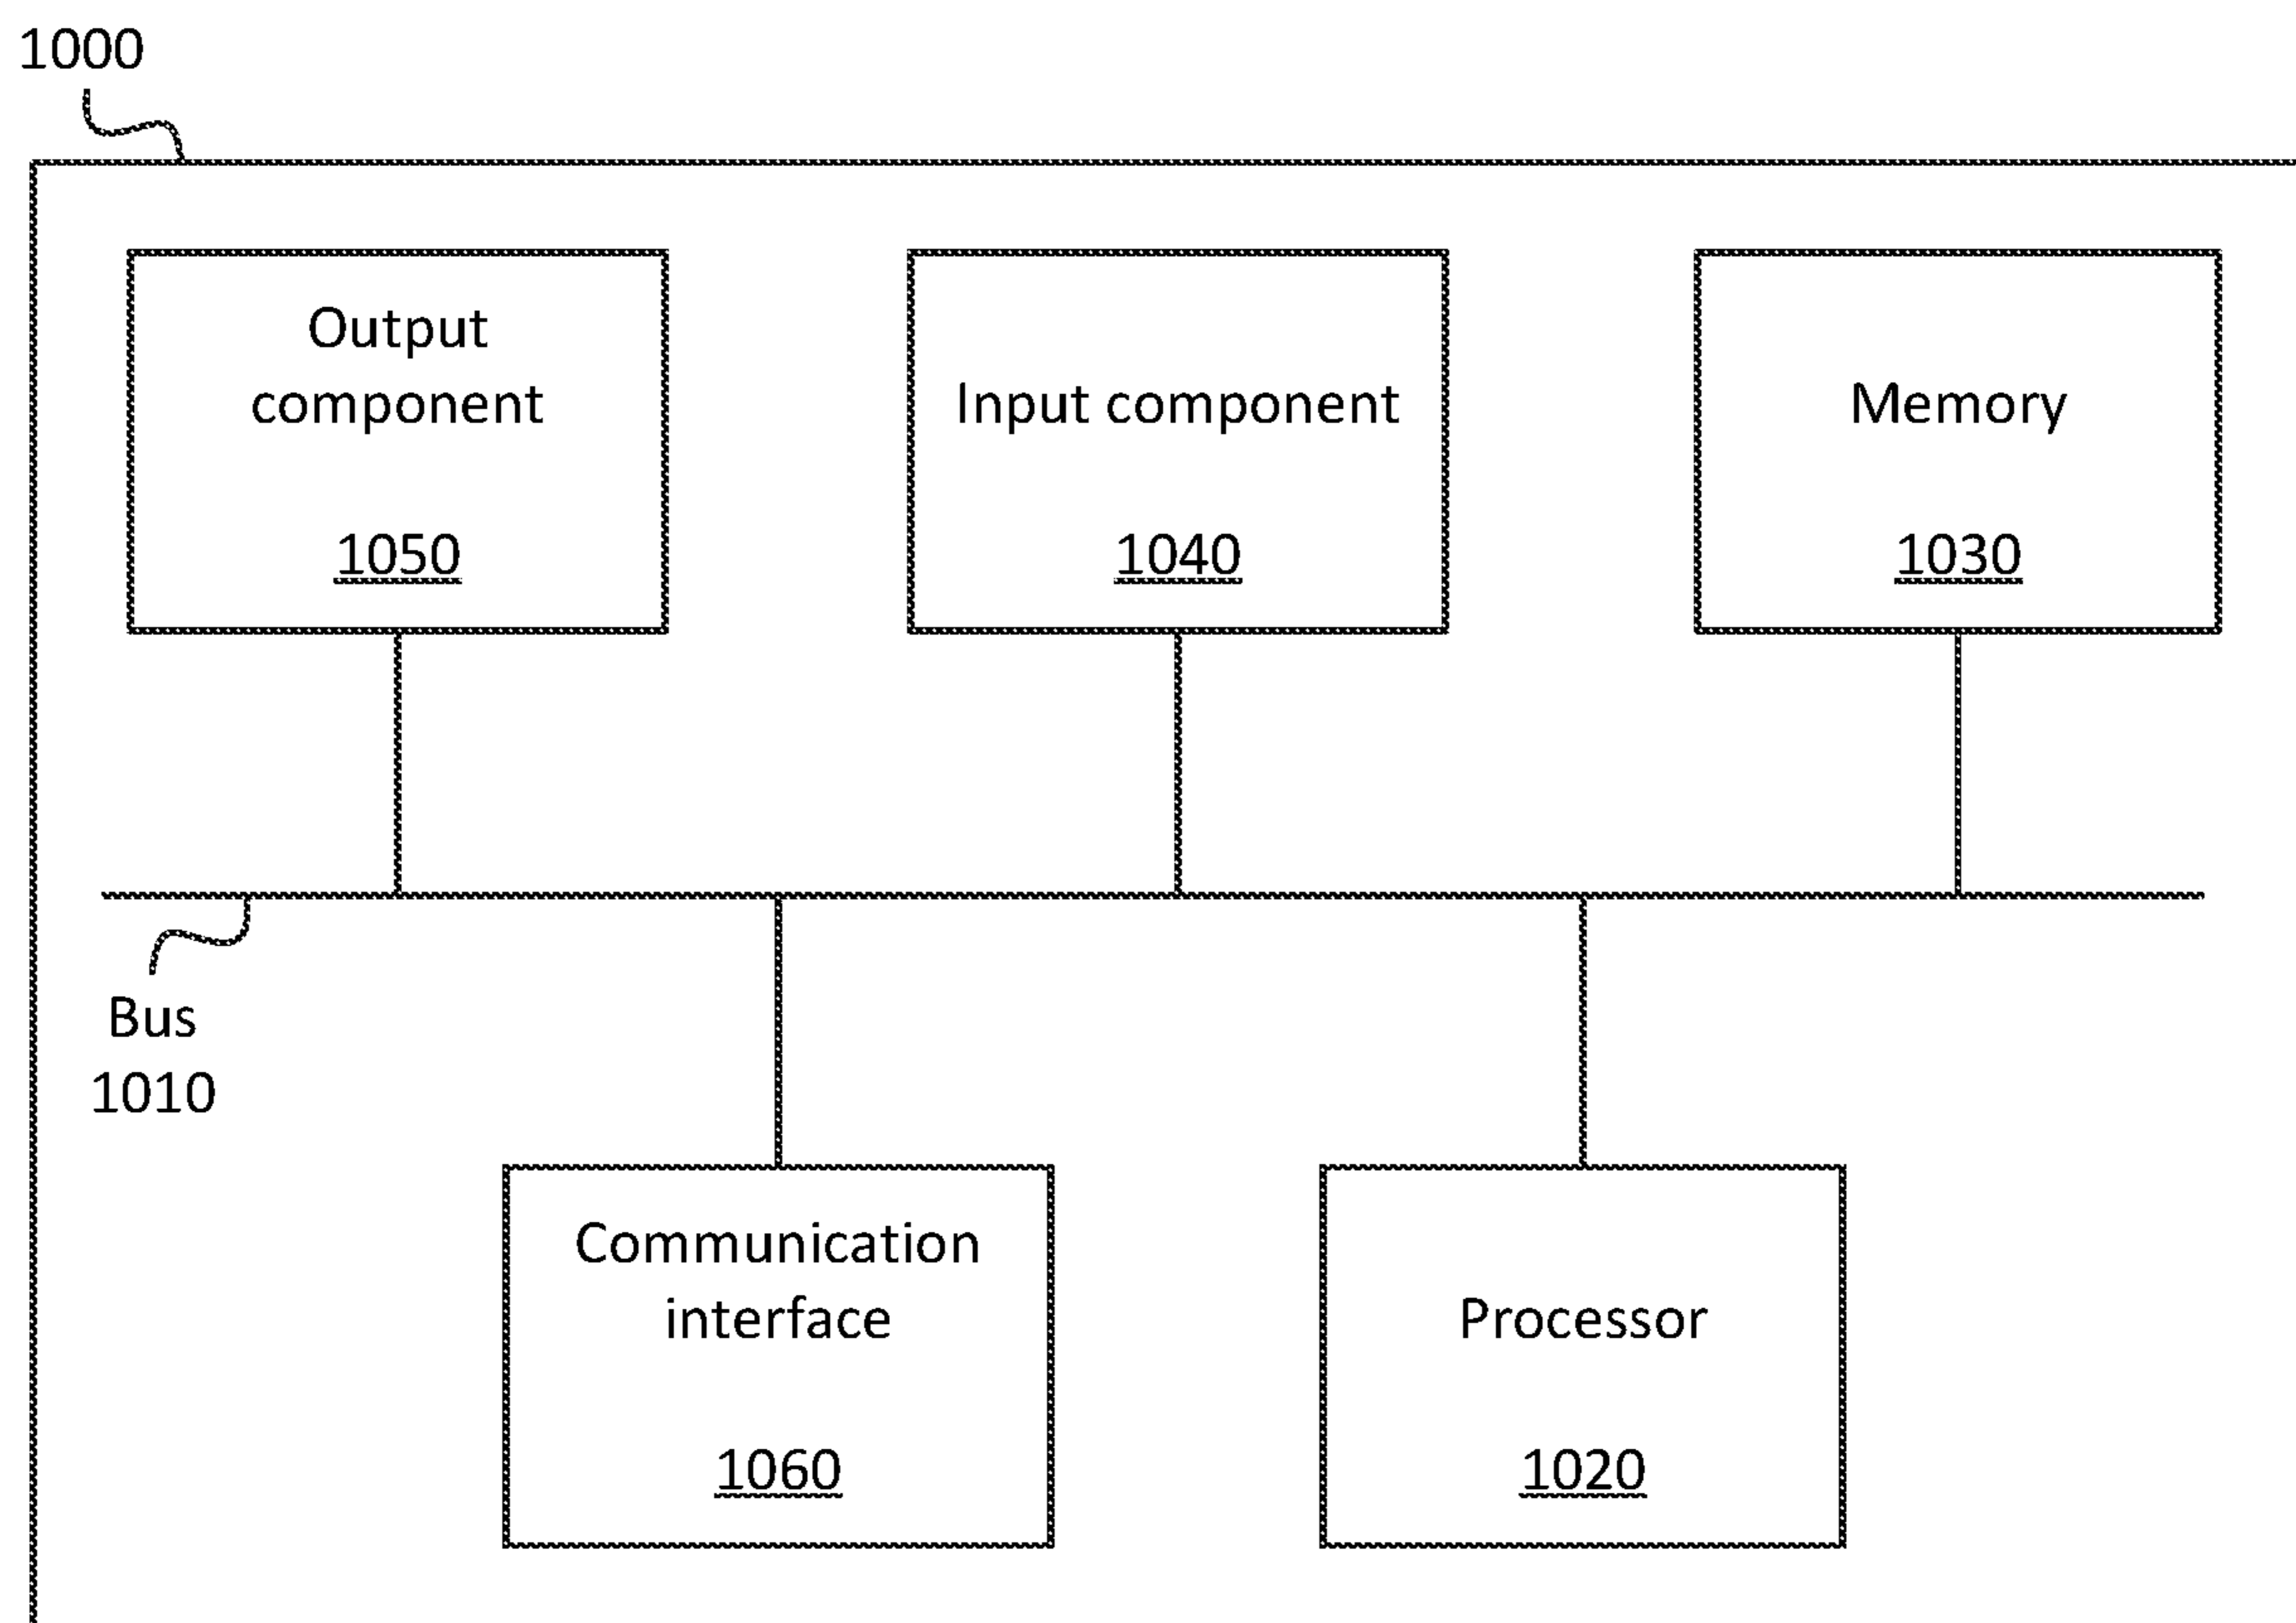 1000
Output
component
1050
Input component
1040
Memory
1030
Bus
1010
Communication
interface
1060
Processor
1020